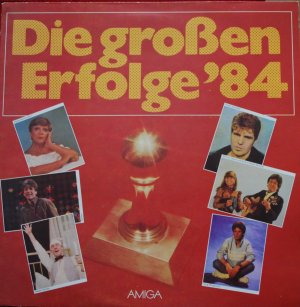 Die großen
Erfolge '84
AMIGA